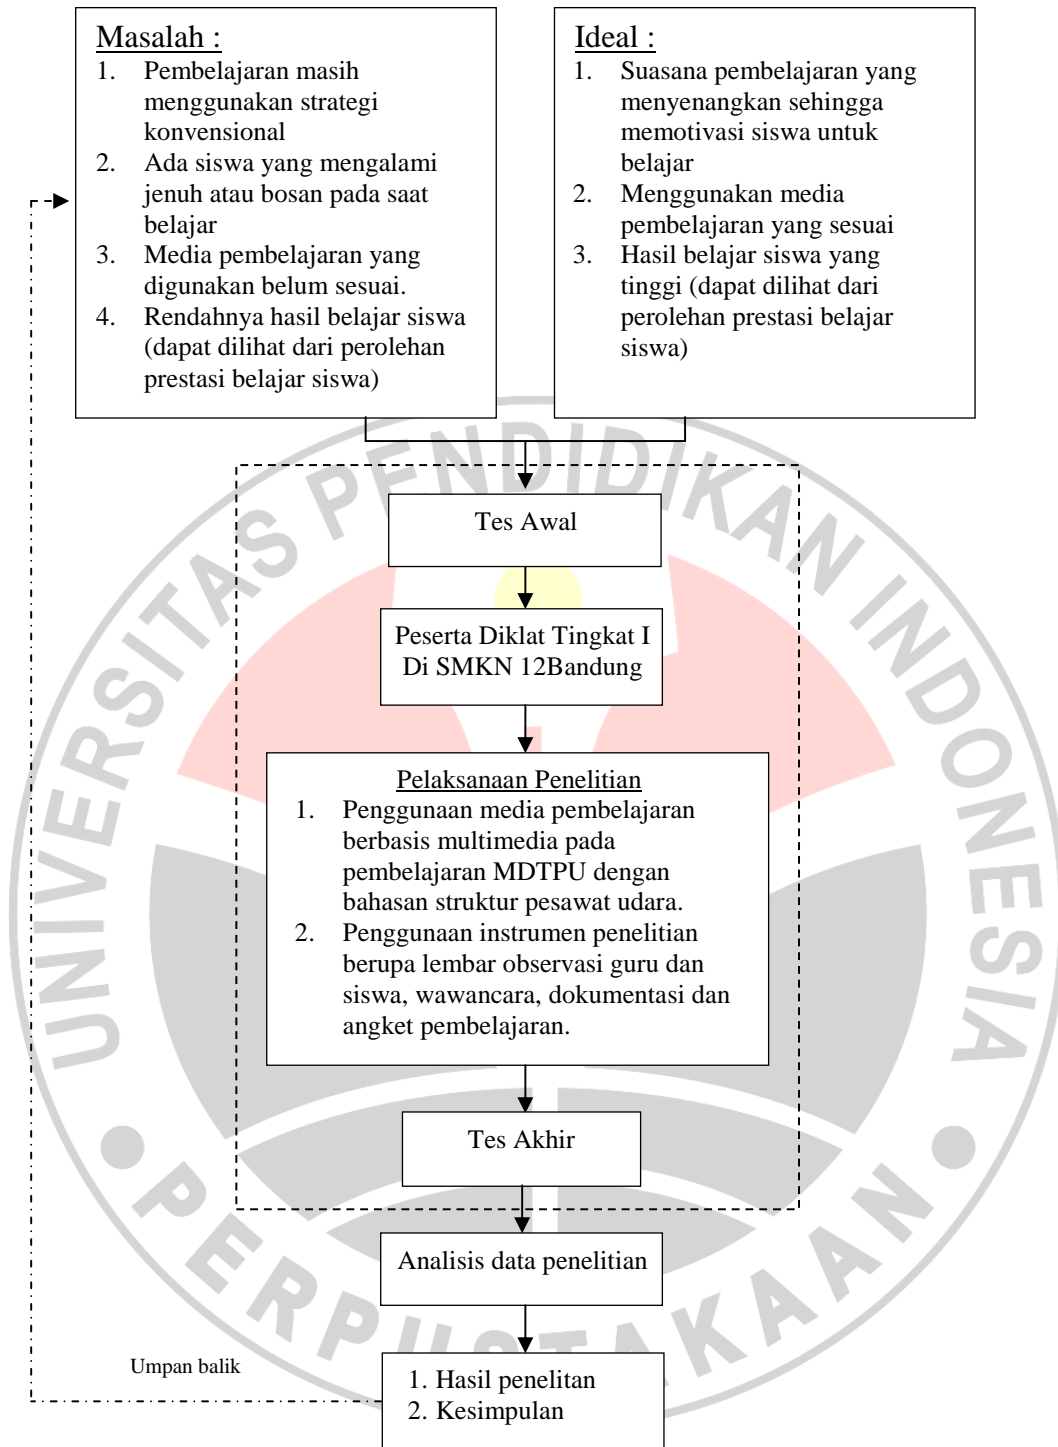 Masalah :
1. Pembelajaran masih
menggunakan strategi
konvensional
2. Ada siswa yang mengalami
jenuh atau bosan pada saat
belajar
3. Media pembelajaran yang
digunakan belum sesuai.
4. Rendahnya hasil belajar siswa
(dapat dilihat dari perolehan
prestasi belajar siswa)
Ideal :
1. Suasana pembelajaran yang
menyenangkan sehingga
memotivasi siswa untuk
belajar
2. Menggunakan media
pembelajaran yang sesuai
3. Hasil belajar siswa yang
tinggi (dapat dilihat dari
perolehan prestasi belajar
siswa)
Tes Awal
Peserta Diklat Tingkat I
Di SMKN 12Bandung
Pelaksanaan Penelitian
1. Penggunaan media pembelajaran
berbasis multimedia pada
pembelajaran MDTPU dengan
bahasan struktur pesawat udara.
2. Penggunaan instrumen penelitian
berupa lembar observasi guru dan
siswa, wawancara, dokumentasi dan
angket pembelajaran.
Tes Akhir
Analisis data penelitian
Umpan balik
1. Hasil penelitan
2. Kesimpulan
UNIVERSITAS PENDIDIKAN INDONESIA
PERPUSTAKAAN